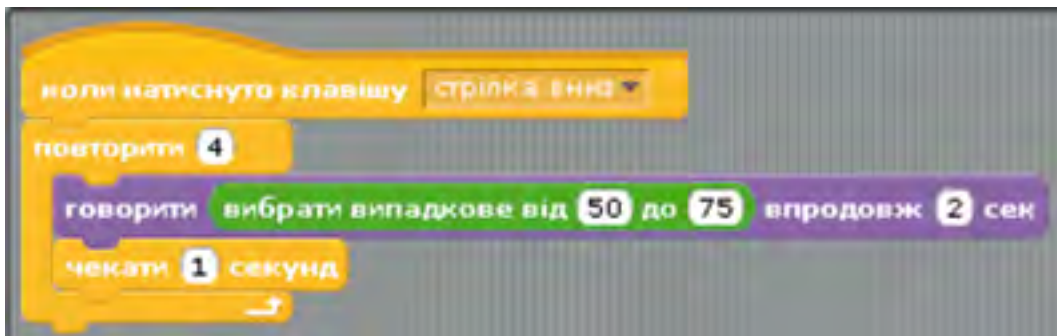 коли натиснуто клавішу стрілка вниз
повторити 4
говорити вибрати випадкове від 50 до 75 впродовж 2 сек
чекати 1 секунд